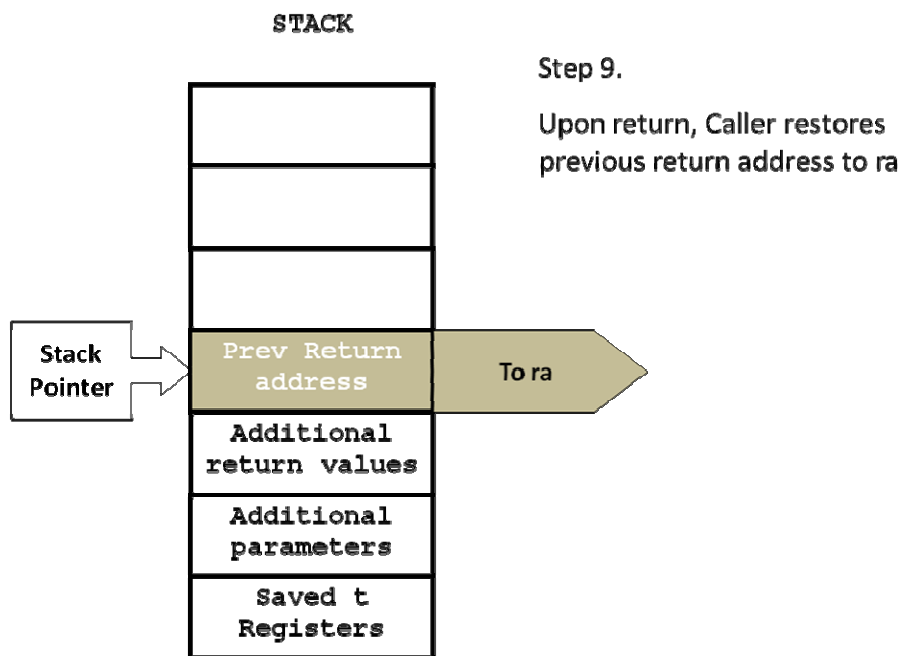 STACK
Step 9.
Upon return, Caller restores
previous return address to ra
Stack
Pointer
Prev Return
address
To ra
Additional
return values
Additional
parameters
Saved t
Registers